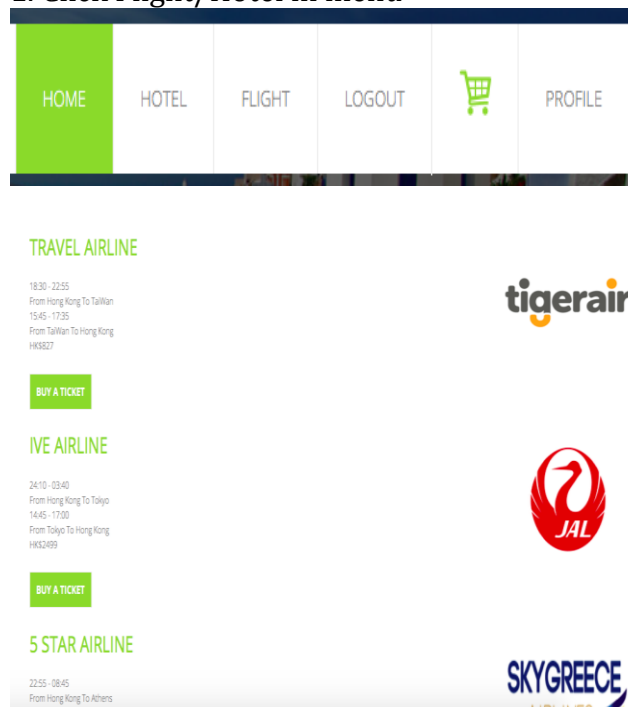 HOME HOTEL FLIGHT LOGOUT PROFILE
TRAVEL AIRLINE
18:30 - 22:55
From Hong Kong To TaiWan
15:45 - 17:35
From TaiWan To Hong Kong
HK$827
tigerair
BUY A TICKET
IVE AIRLINE
24:10 - 03:40
From Hong Kong To Tokyo
14:45 - 17:00
From Tokyo To Hong Kong
HK$2499
JAL
BUY A TICKET
5 STAR AIRLINE
22:55 - 08:45
From Hong Kong To Athens
SKYGREECE